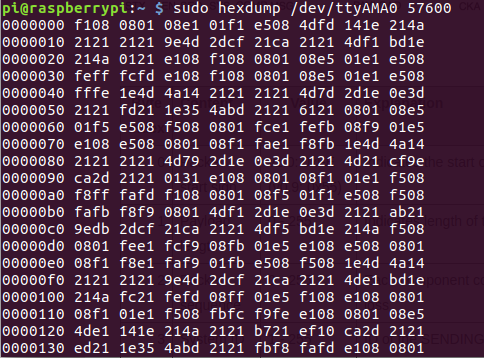 pi@raspberrypi:~ $ sudo hexdump /dev/ttyAMA0 57600
0000000 f108 0801 08e1 01f1 e508 4dfd 141e 214a
0000010 2121 2121 9e4d 2dcf 21ca 2121 4df1 bd1e
0000020 214a 0121 e108 f108 0801 08e5 01e1 e508
0000030 feff fcfd e108 f108 0801 08e5 01e1 e508
0000040 fffe 1e4d 4a14 2121 2121 4d7d 2d1e 0e3d
0000050 2121 fd21 1e35 4abd 2121 6121 0801 08e5
0000060 01f5 e508 f508 0801 fce1 fefb 08f9 01e5
0000070 e108 e508 0801 08f1 fae1 f8fb 1e4d 4a14
0000080 2121 2121 4d79 2d1e 0e3d 2121 4d21 cf9e
0000090 ca2d 2121 0131 e108 0801 08f1 01e1 f508
00000a0 f8ff fafd f108 0801 08f5 01f1 e508 f508
00000b0 fafb f8f9 0801 4df1 2d1e 0e3d 2121 ab21
00000c0 9edb 2dcf 21ca 2121 4df5 bd1e 214a f508
00000d0 0801 fee1 fcf9 08fb 01e5 e108 e508 0801
00000e0 08f1 f8e1 faf9 01fb e508 f508 1e4d 4a14
00000f0 2121 2121 9e4d 2dcf 21ca 2121 4de1 bd1e
0000100 214a fc21 fefd 08ff 01e5 f108 e108 0801
0000110 08f1 01e1 f508 fbfc f9fe e108 0801 08e5
0000120 4de1 141e 214a 2121 b721 ef10 ca2d 2121
0000130 ed21 1e35 4abd 2121 fbf8 fafd e108 0801